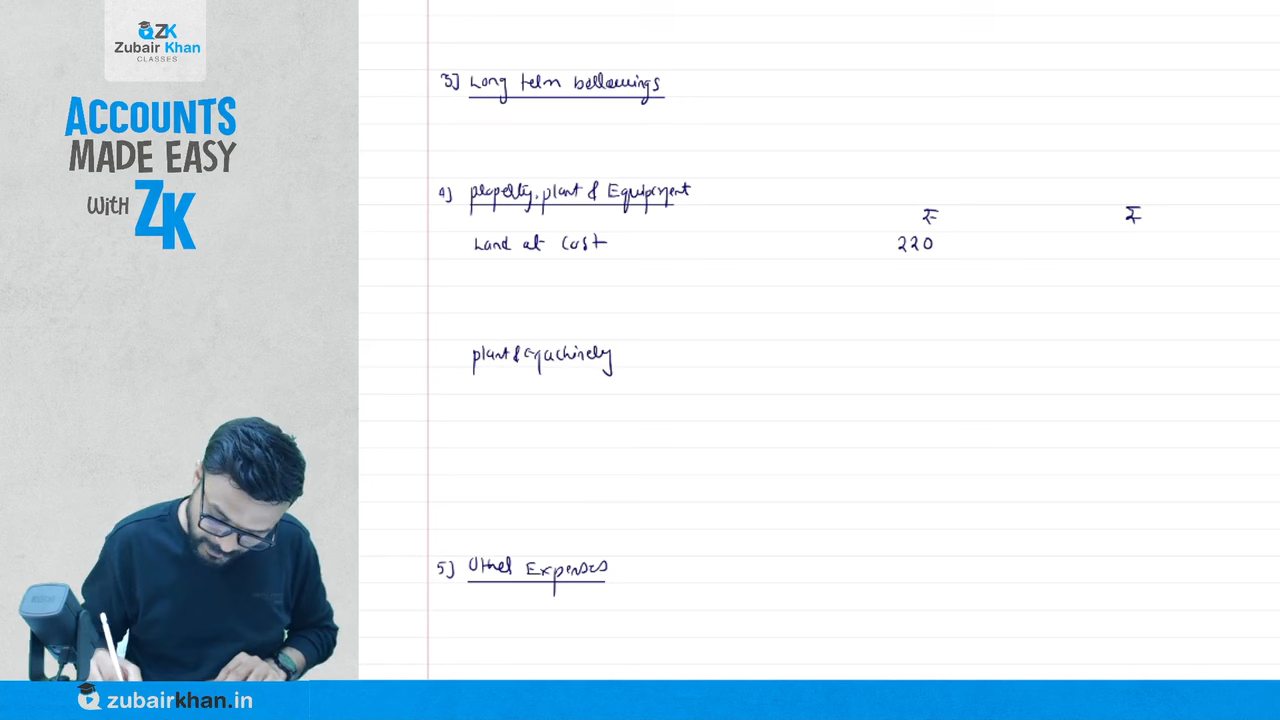 ZK
Zubair Khan
CLASSES
ACCOUNTS
MADE EASY
with ZK
3] Long term borrowings
4] property, plant & Equipment
₹ ₹
Land at cost 220
plant & machinery
5] Other Expenses
zubairkhan.in